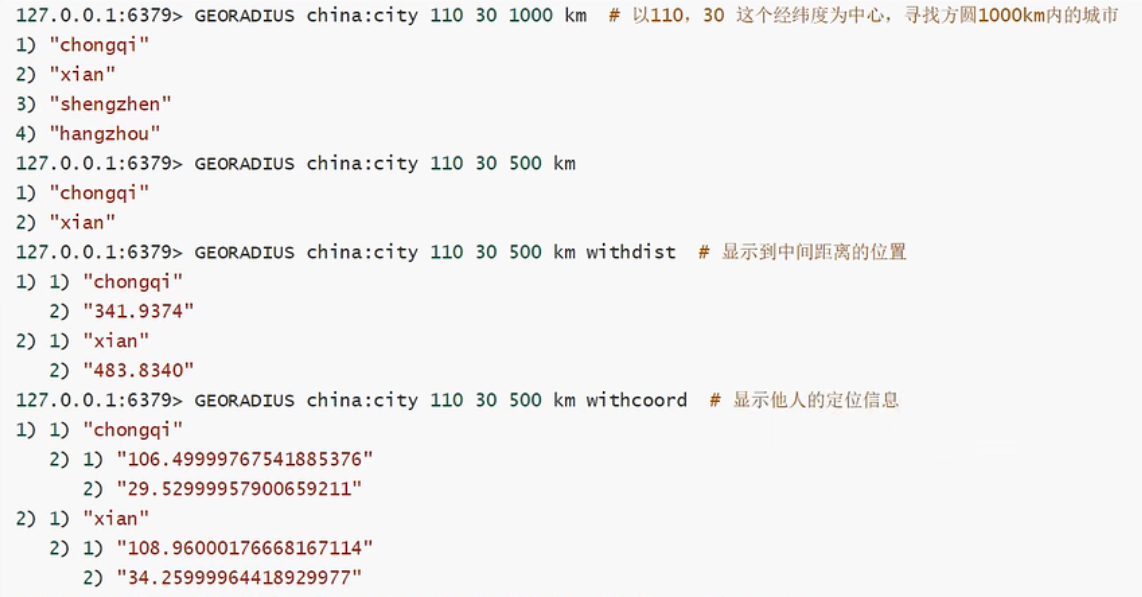 127.0.0.1:6379> GEORADIUS china:city 110 30 1000 km  # 以110，30 这个经纬度为中心，寻找方圆1000km内的城市
1) "chongqi"
2) "xian"
3) "shengzhen"
4) "hangzhou"
127.0.0.1:6379> GEORADIUS china:city 110 30 500 km
1) "chongqi"
2) "xian"
127.0.0.1:6379> GEORADIUS china:city 110 30 500 km withdist  # 显示到中间距离的位置
1) 1) "chongqi"
   2) "341.9374"
2) 1) "xian"
   2) "483.8340"
127.0.0.1:6379> GEORADIUS china:city 110 30 500 km withcoord  # 显示他人的定位信息
1) 1) "chongqi"
   2) 1) "106.49999767541885376"
      2) "29.52999957900659211"
2) 1) "xian"
   2) 1) "108.96000176668167114"
      2) "34.25999964418929977"